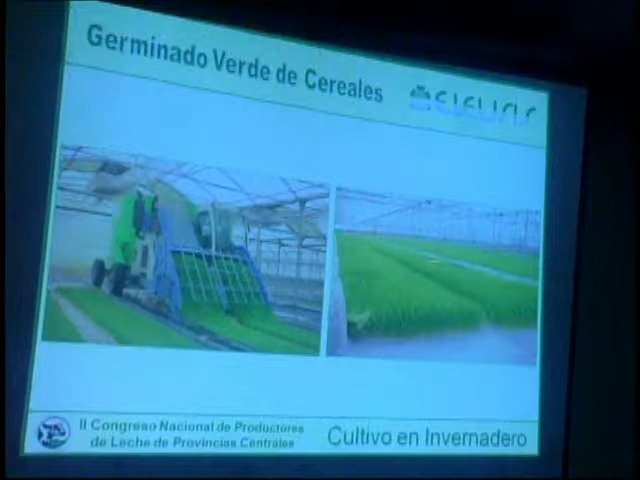 Germinado Verde de Cereales
II Congreso Nacional de Productores
de Leche de Provincias Centrales
Cultivo en Invernadero